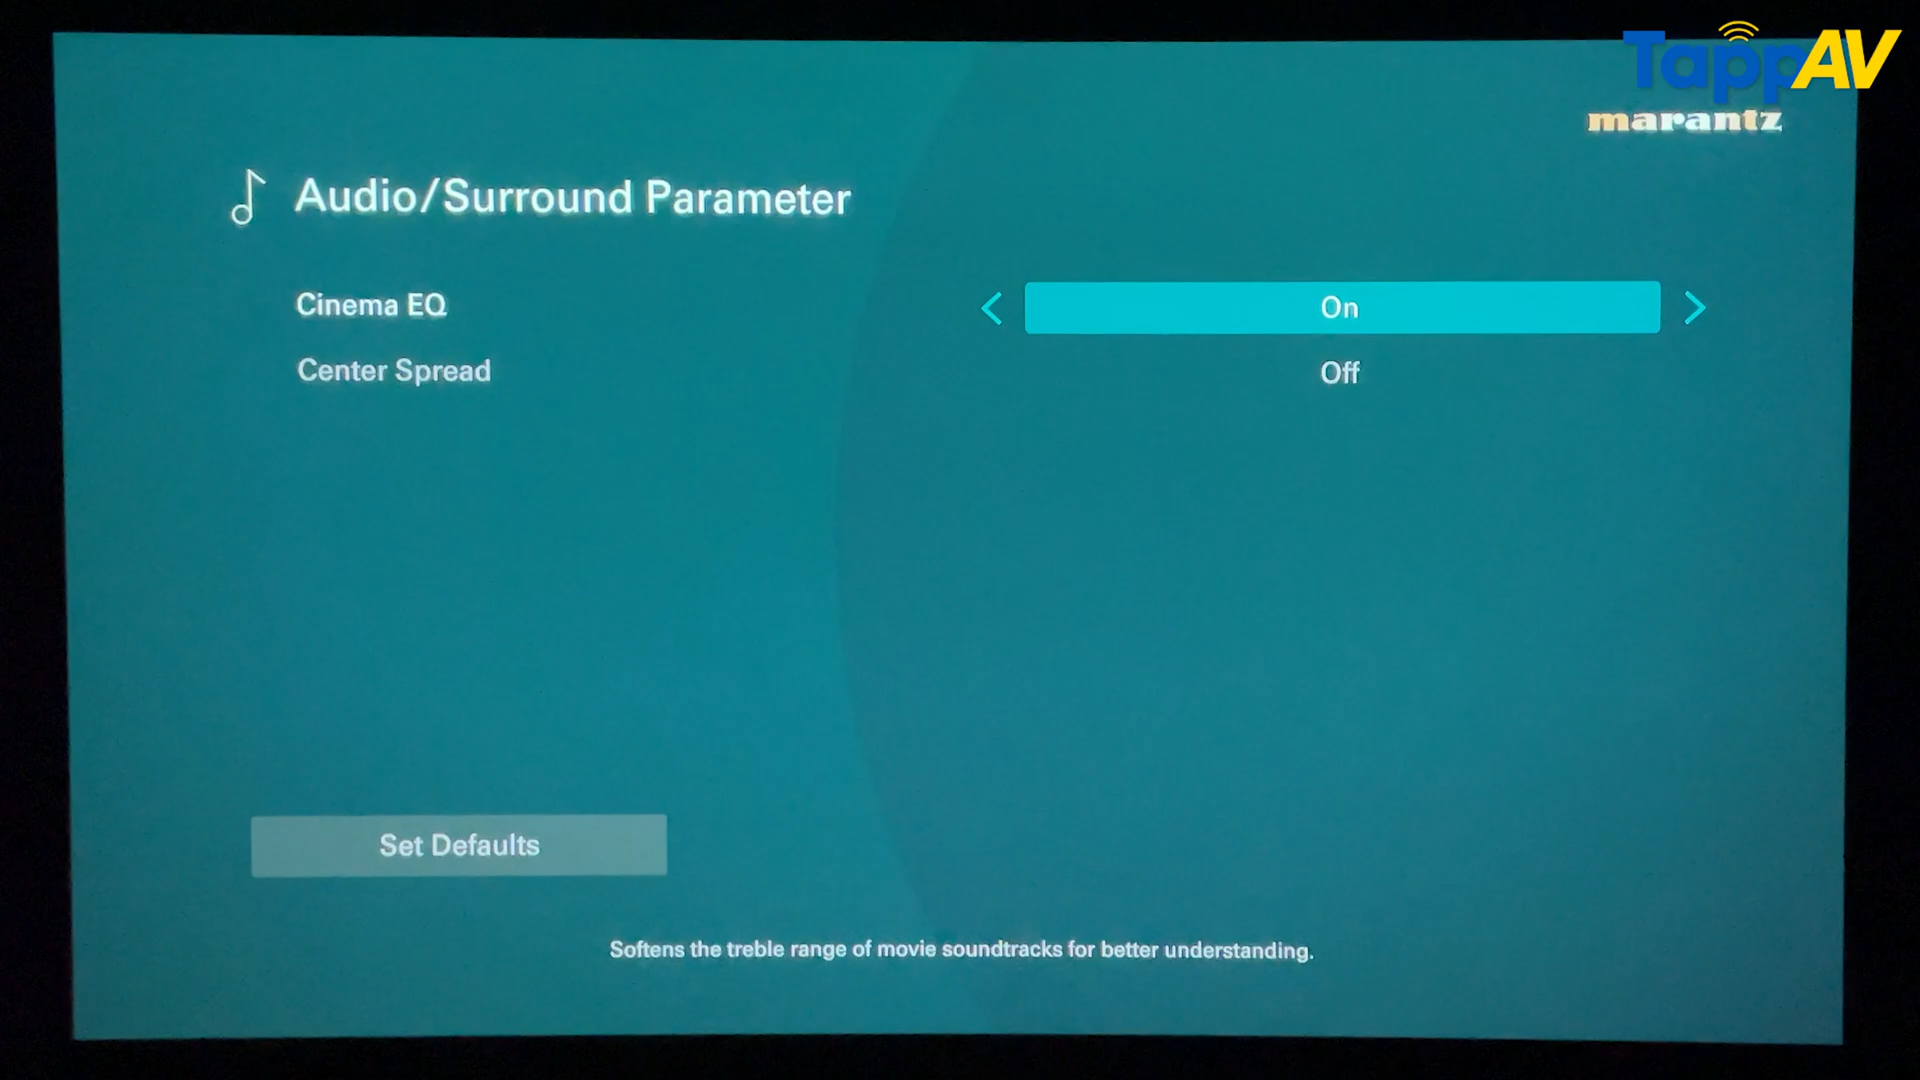 TappAV
marantz
Audio/Surround Parameter
Cinema EQ
On
Center Spread
Off
Set Defaults
Softens the treble range of movie soundtracks for better understanding.